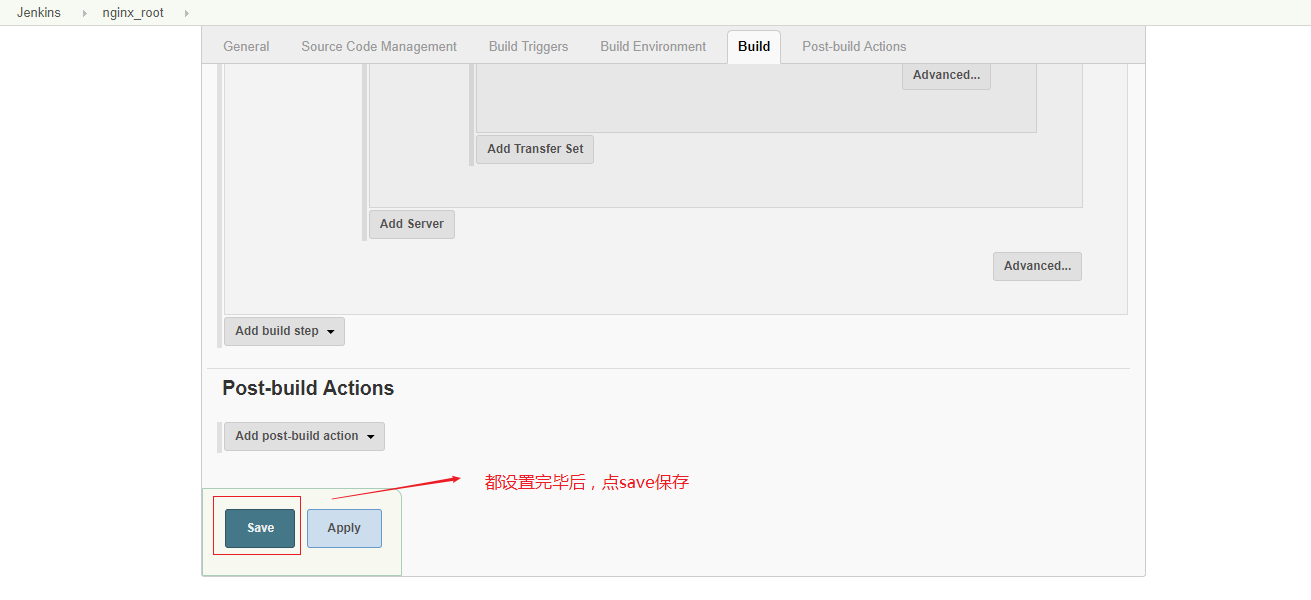 Jenkins nginx_root
General Source Code Management Build Triggers Build Environment Build Post-build Actions
Advanced...
Add Transfer Set
Add Server
Advanced...
Add build step
Post-build Actions
Add post-build action
都设置完毕后，点save保存
Save Apply